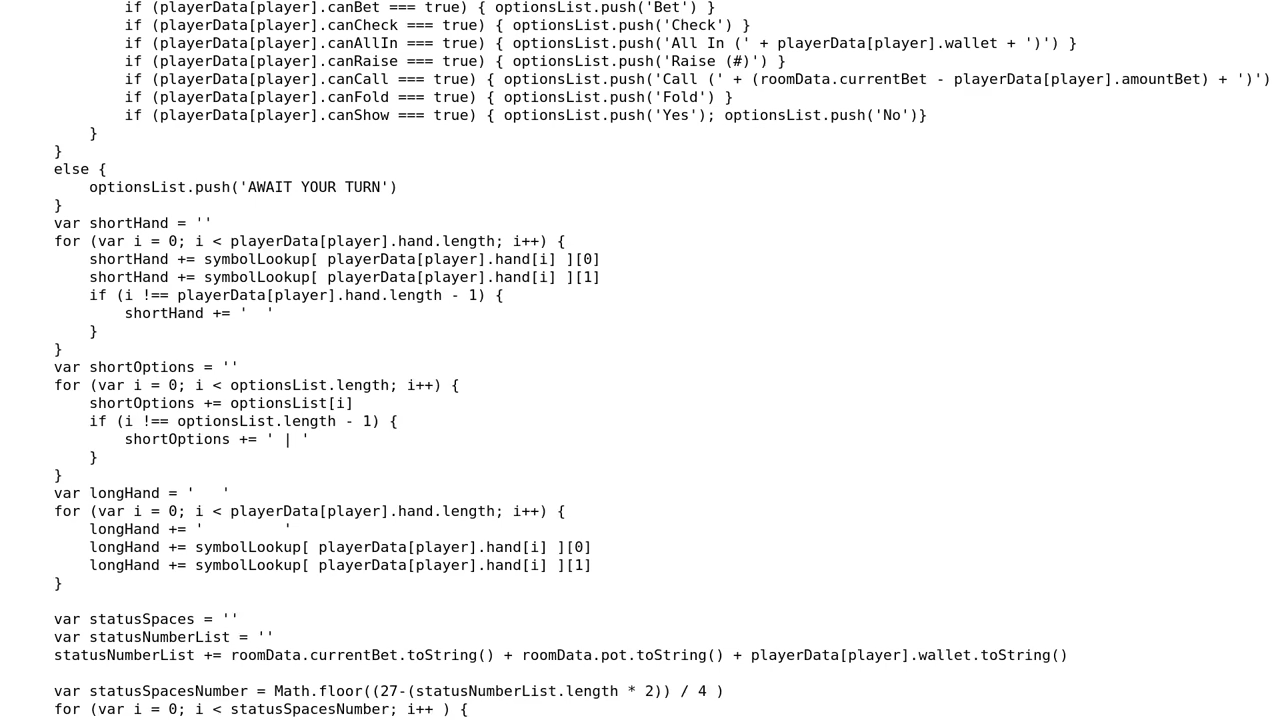 if (playerData[player].canBet === true) { optionsList.push('Bet') }
if (playerData[player].canCheck === true) { optionsList.push('Check') }
if (playerData[player].canAllIn === true) { optionsList.push('All In (' + playerData[player].wallet + ')') }
if (playerData[player].canRaise === true) { optionsList.push('Raise (#)') }
if (playerData[player].canCall === true) { optionsList.push('Call (' + (roomData.currentBet - playerData[player].amountBet) + ')')
if (playerData[player].canFold === true) { optionsList.push('Fold') }
if (playerData[player].canShow === true) { optionsList.push('Yes'); optionsList.push('No')}
}
}
else {
optionsList.push('AWAIT YOUR TURN')
}
var shortHand = ''
for (var i = 0; i < playerData[player].hand.length; i++) {
shortHand += symbolLookup[ playerData[player].hand[i] ][0]
shortHand += symbolLookup[ playerData[player].hand[i] ][1]
if (i !== playerData[player].hand.length - 1) {
shortHand += '  '
}
}
var shortOptions = ''
for (var i = 0; i < optionsList.length; i++) {
shortOptions += optionsList[i]
if (i !== optionsList.length - 1) {
shortOptions += ' | '
}
}
var longHand = '   '
for (var i = 0; i < playerData[player].hand.length; i++) {
longHand += '         '
longHand += symbolLookup[ playerData[player].hand[i] ][0]
longHand += symbolLookup[ playerData[player].hand[i] ][1]
}
var statusSpaces = ''
var statusNumberList = ''
statusNumberList += roomData.currentBet.toString() + roomData.pot.toString() + playerData[player].wallet.toString()
var statusSpacesNumber = Math.floor((27-(statusNumberList.length * 2)) / 4 )
for (var i = 0; i < statusSpacesNumber; i++ ) {